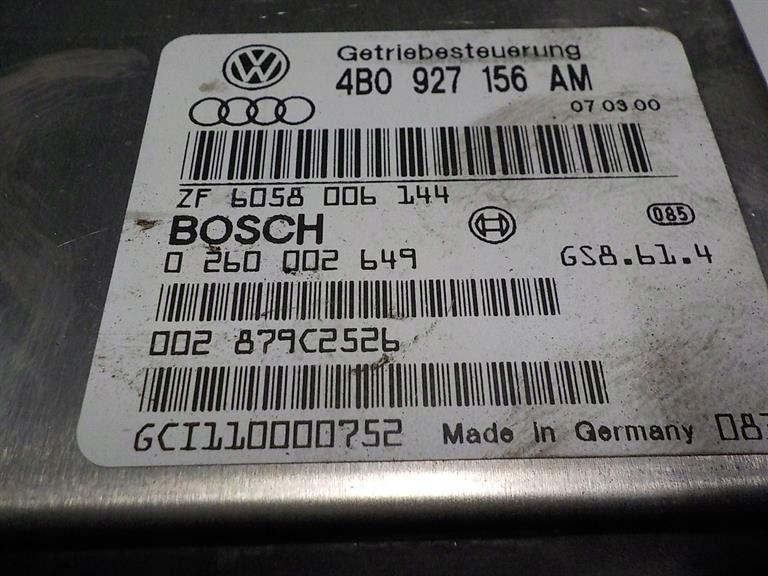 Getriebesteuerung
4B0 927 156 AM
07 03 00
ZF 6058 006 144
BOSCH
085
0 260 002 649
GS8.61.4
002 879C2526
GCI110000752 Made in Germany